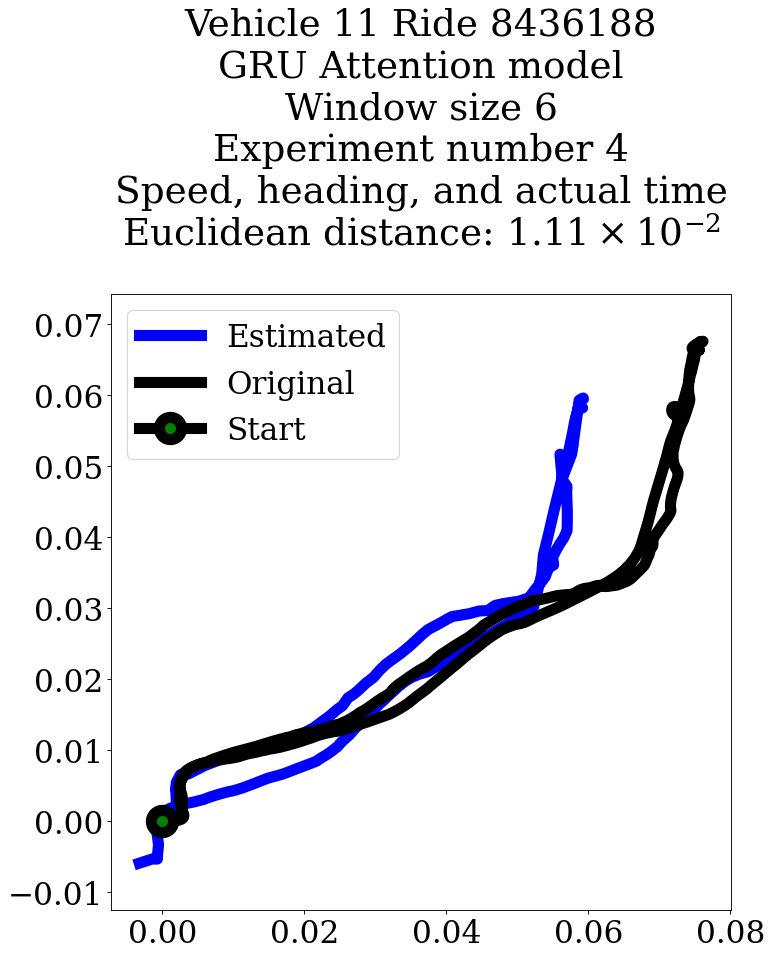 Vehicle 11 Ride 8436188
GRU Attention model
Window size 6
Experiment number 4
Speed, heading, and actual time
Euclidean distance: 1.11 × 10⁻²
Estimated
Original
Start
0.07
0.06
0.05
0.04
0.03
0.02
0.01
0.00
−0.01
0.00 0.02 0.04 0.06 0.08